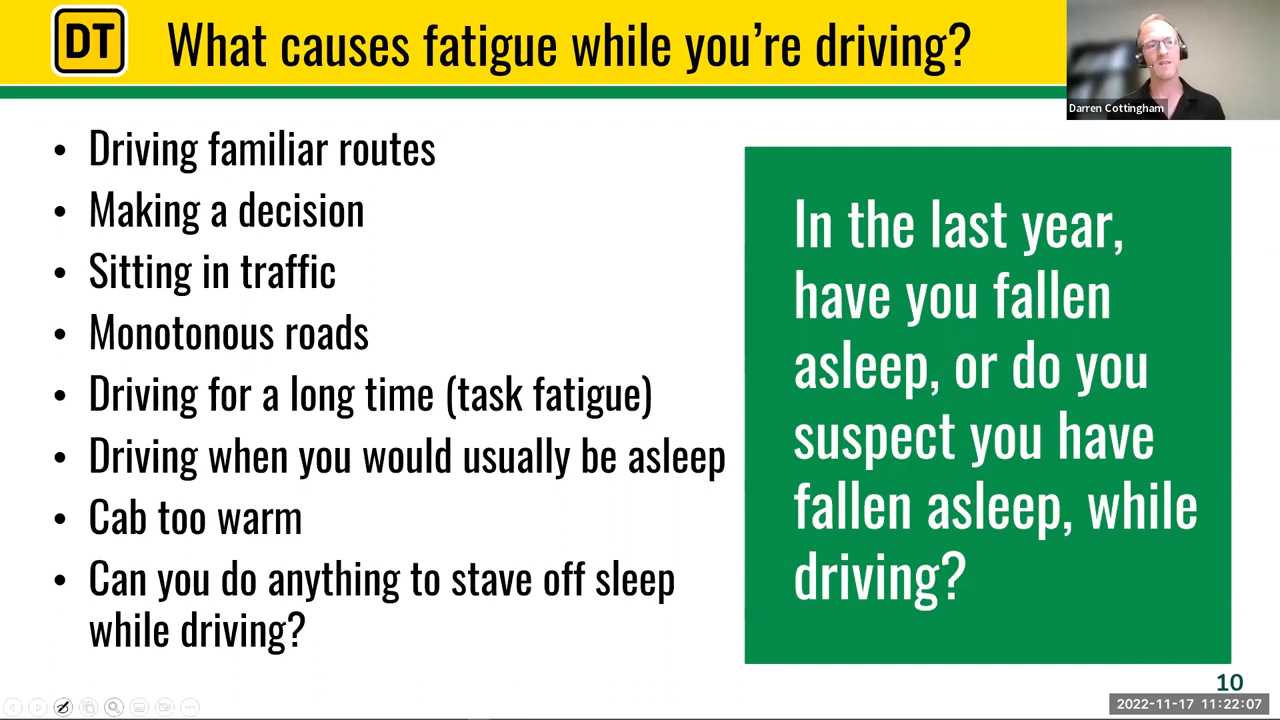 DT
What causes fatigue while you're driving?
Darren Cottingham
• Driving familiar routes
• Making a decision
• Sitting in traffic
• Monotonous roads
• Driving for a long time (task fatigue)
• Driving when you would usually be asleep
• Cab too warm
• Can you do anything to stave off sleep
while driving?
In the last year,
have you fallen
asleep, or do you
suspect you have
fallen asleep, while
driving?
10
2022-11-17 11:22:07